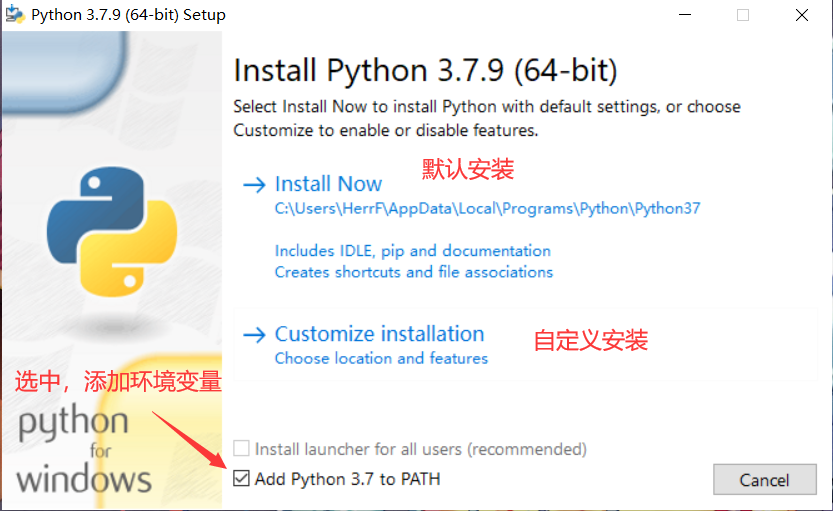 Python 3.7.9 (64-bit) Setup
Install Python 3.7.9 (64-bit)
Select Install Now to install Python with default settings, or choose
Customize to enable or disable features.
默认安装
Install Now
C:\Users\HerrF\AppData\Local\Programs\Python\Python37
Includes IDLE, pip and documentation
Creates shortcuts and file associations
Customize installation
自定义安装
Choose location and features
选中，添加环境变量
python
for
windows
Install launcher for all users (recommended)
Add Python 3.7 to PATH
Cancel